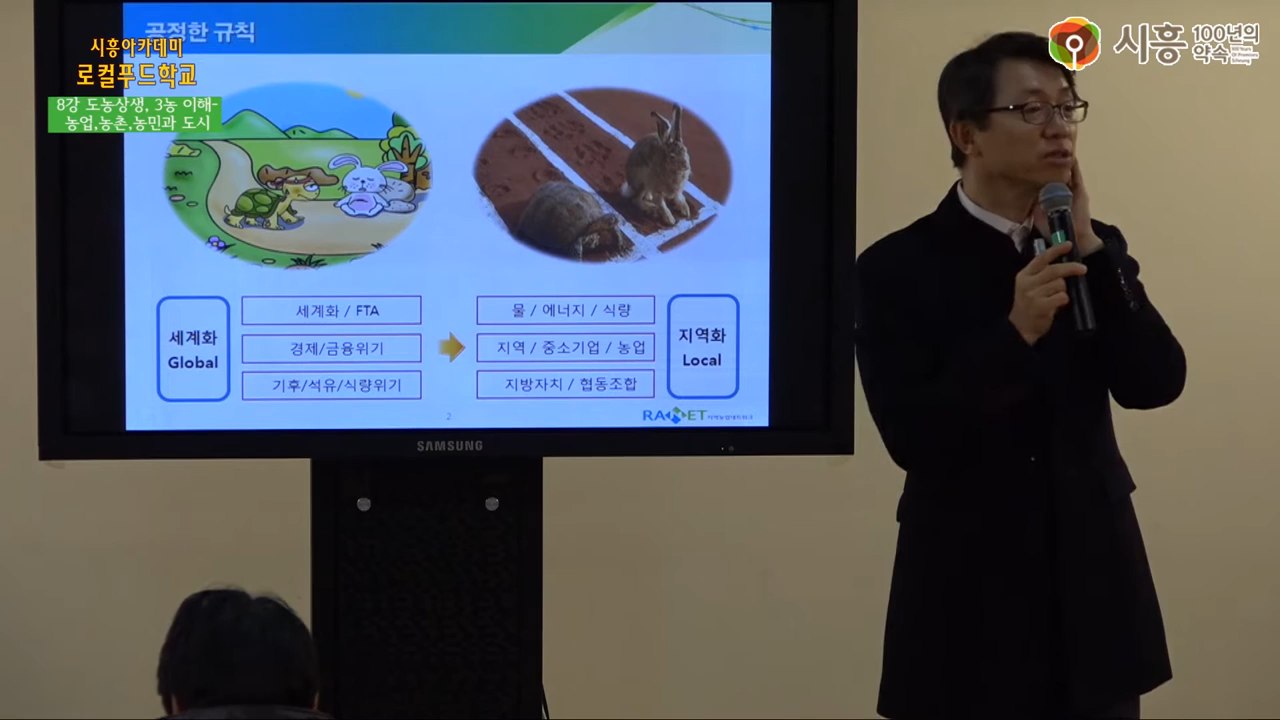 공정한 규칙
시흥아카데미
로컬푸드학교
8강 도농상생, 3농 이해-
농업,농촌,농민과 도시
시흥 100년의
약속
세계화
Global
세계화 / FTA
경제/금융위기
기후/석유/식량위기
물 / 에너지 / 식량
지역 / 중소기업 / 농업
지방자치 / 협동조합
지역화
Local
2
SAMSUNG